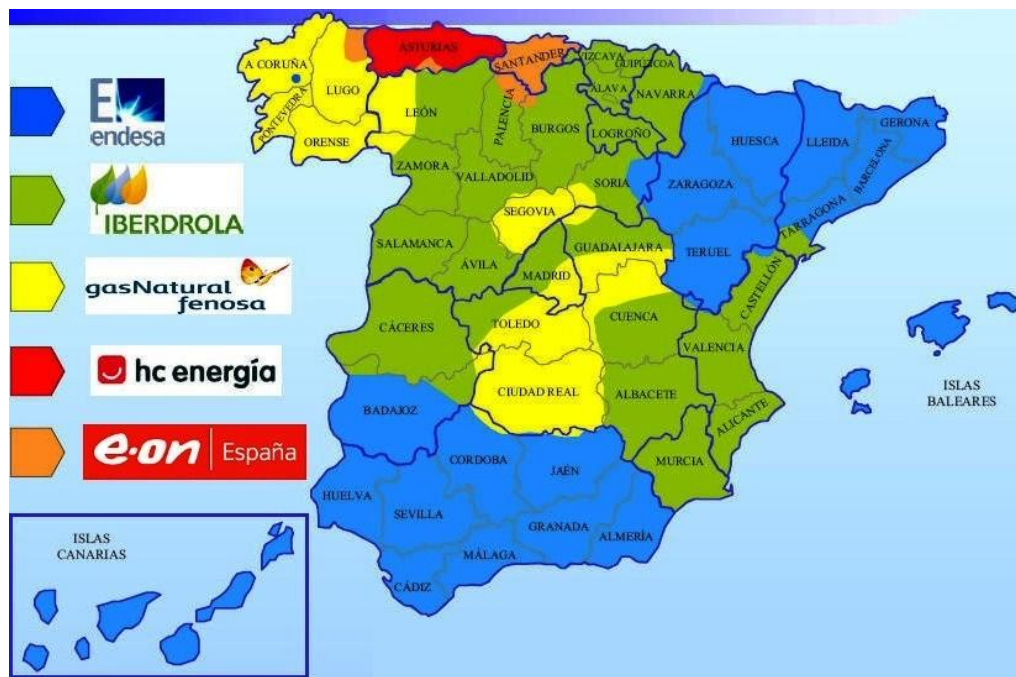 E
endesa
IBERDROLA
gasNatural
fenosa
hc energía
e·on | España
ISLAS
CANARIAS
A CORUÑA
LUGO
PONTEVEDRA
ORENSE
ASTURIAS
SANTANDER
VIZCAYA
GUIPÚZCOA
ÁLAVA
NAVARRA
LEÓN
PALENCIA
BURGOS
LOGROÑO
HUESCA
LLEIDA
GERONA
BARCELONA
ZAMORA
VALLADOLID
SORIA
ZARAGOZA
TARRAGONA
SEGOVIA
SALAMANCA
ÁVILA
MADRID
GUADALAJARA
TERUEL
CASTELLÓN
CÁCERES
TOLEDO
CUENCA
VALENCIA
ISLAS
BALEARES
BADAJOZ
CIUDAD REAL
ALBACETE
ALICANTE
CORDOBA
JAÉN
MURCIA
HUELVA
SEVILLA
GRANADA
ALMERÍA
MÁLAGA
CÁDIZ